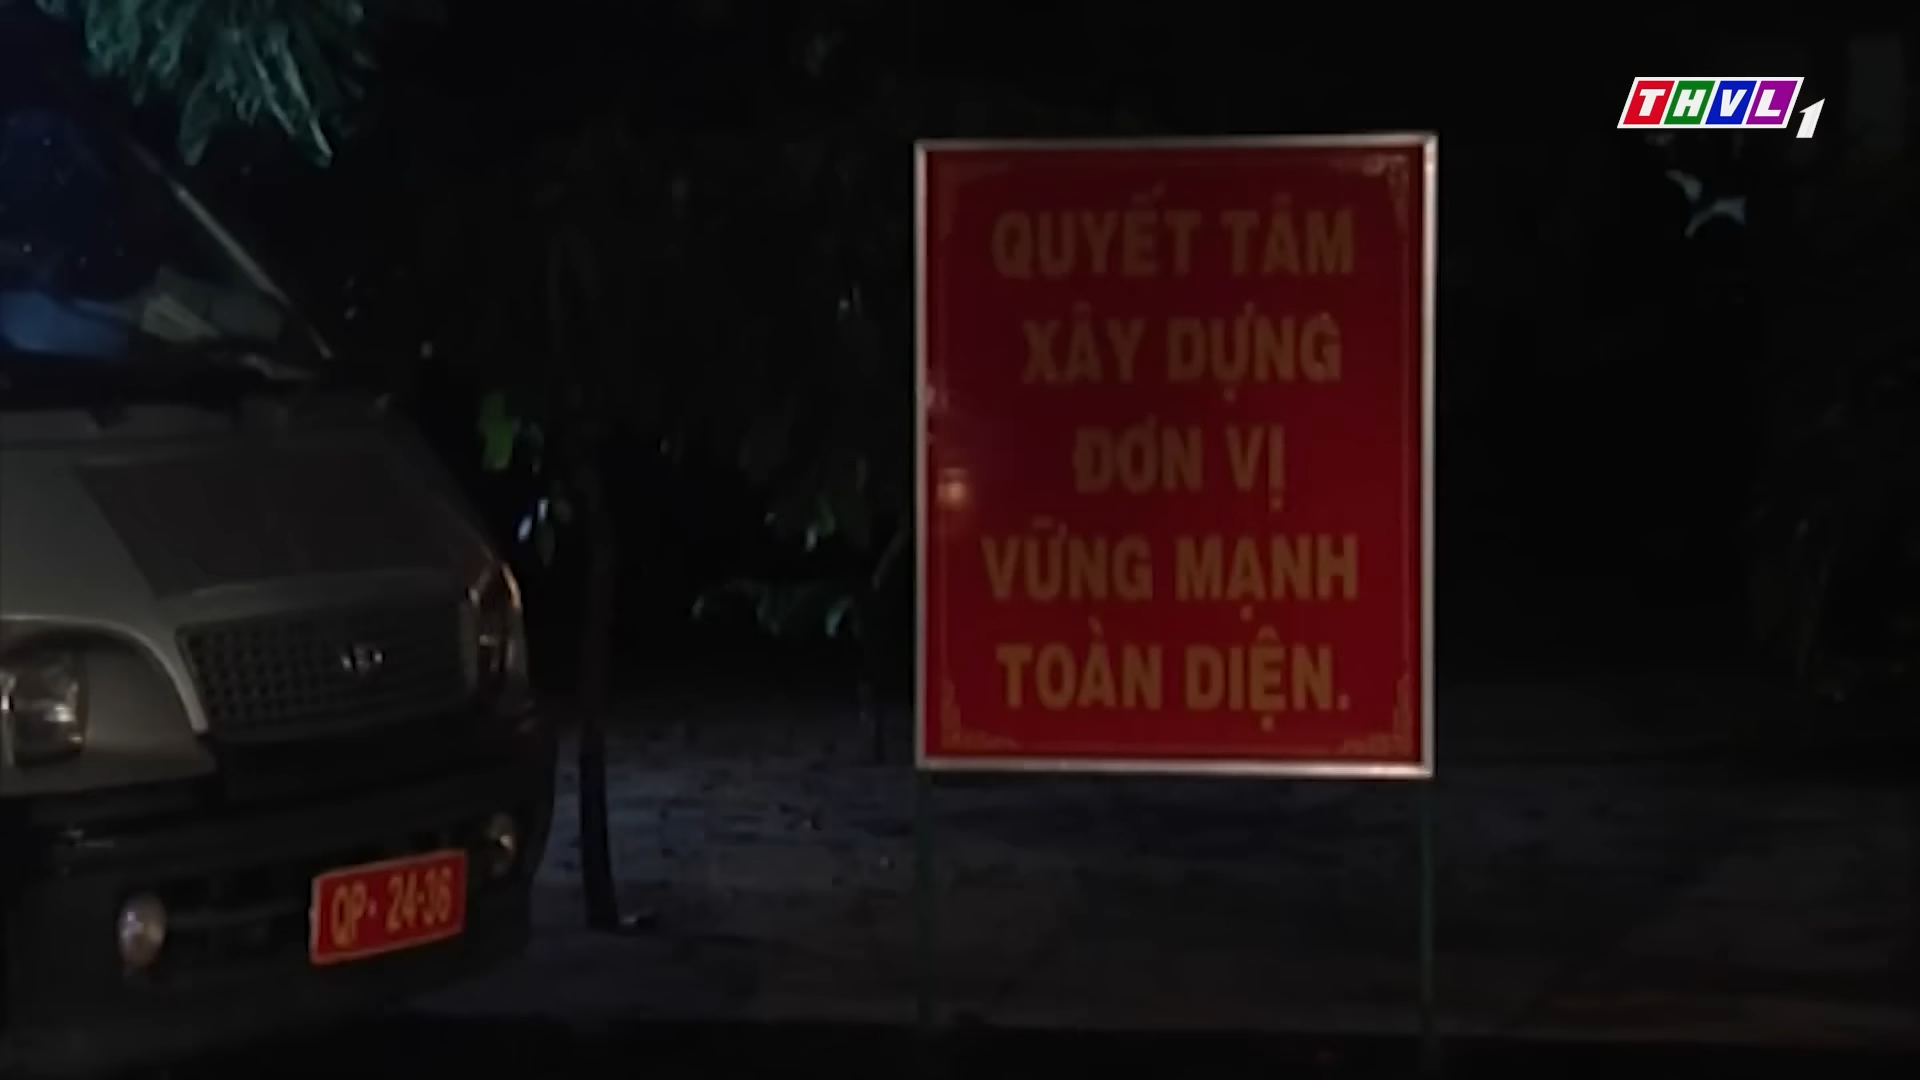 THVL1
QUYẾT TÂM
XÂY DỰNG
ĐƠN VỊ
VỮNG MẠNH
TOÀN DIỆN.
QP- 24-36